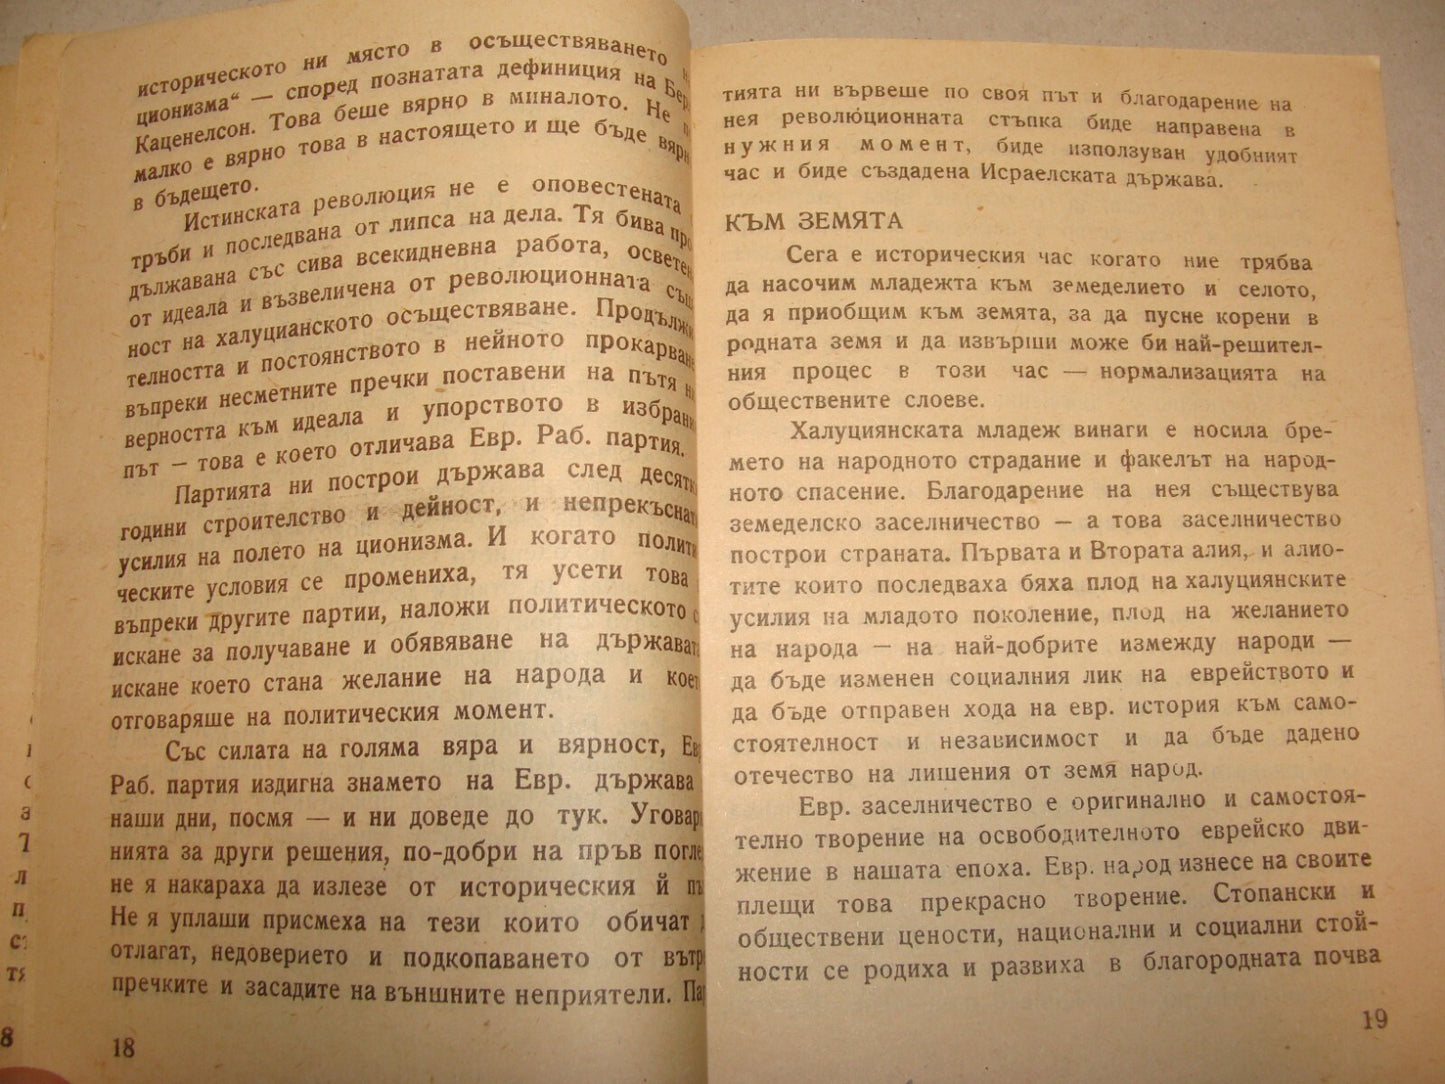 историческото ни място в осъществяването
ционизма“ — според познатата дефиниция на Бер
Каценелсон. Това беше вярно в миналото. Не
малко е вярно това в настоящето и ще бъде вярн
в бъдещето.
Истинската революция не е оповестената
тръби и последвана от липса на дела. Тя бива про
дължавана със сива всекидневна работа, осветен
от идеала и възвеличена от революционната същ
ност на халуцианското осъществяване. Продължи
телността и постоянството в нейното прокарване
въпреки несметните пречки поставени на пътя н
верността към идеала и упорството в избрани
път — това е което отличава Евр. Раб. партия.
Партията ни построи държава след десятки
години строителство и дейност, и непрекъснати
усилия на полето на ционизма. И когато полити
ческите условия се промениха, тя усети това
въпреки другите партии, наложи политическото с
искане за получаване и обявяване на държавата
искане което стана желание на народа и кое
отговаряше на политическия момент.
Със силата на голяма вяра и вярност, Ев
Раб. партия издигна знамето на Евр. държава
наши дни, посмя — и ни доведе до тук. Уговар
нията за други решения, по-добри на пръв погле
не я накараха да излезе от историческия й пъ
Не я уплаши присмеха на тези които обичат
отлагат, недоверието и подкопаването от вътр
пречките и засадите на външните неприятели. Пар
18
тията ни вървеше по своя път и благодарение на
нея революционната стъпка биде направена в
нужния момент, биде използуван удобният
час и биде създадена Исраелската държава.
КЪМ ЗЕМЯТА
Сега е историческия час когато ние трябва
да насочим младежта към земеделието и селото,
да я приобщим към земята, за да пусне корени в
родната земя и да извърши може би най-решител-
ния процес в този час — нормализацията на
обществените слоеве.
Халуциянската младеж винаги е носила бре-
мето на народното страдание и факелът на народ-
ното спасение. Благодарение на нея съществува
земеделско заселничество — а това заселничество
построи страната. Първата и Втората алия, и алио-
тите които последваха бяха плод на халуциянските
усилия на младото поколение, плод на желанието
на народа — на най-добрите измежду народи —
да бъде изменен социалния лик на еврейството и
да бъде отправен хода на евр. история към само-
стоятелност и независимост и да бъде дадено
отечество на лишения от земя народ.
Евр. заселничество е оригинално и самостоя-
телно творение на освободителното еврейско дви-
жение в нашата епоха. Евр. народ изнесе на своите
плещи това прекрасно творение. Стопански и
обществени цености, национални и социални стой-
ности се родиха и развиха в благородната почва
19
8